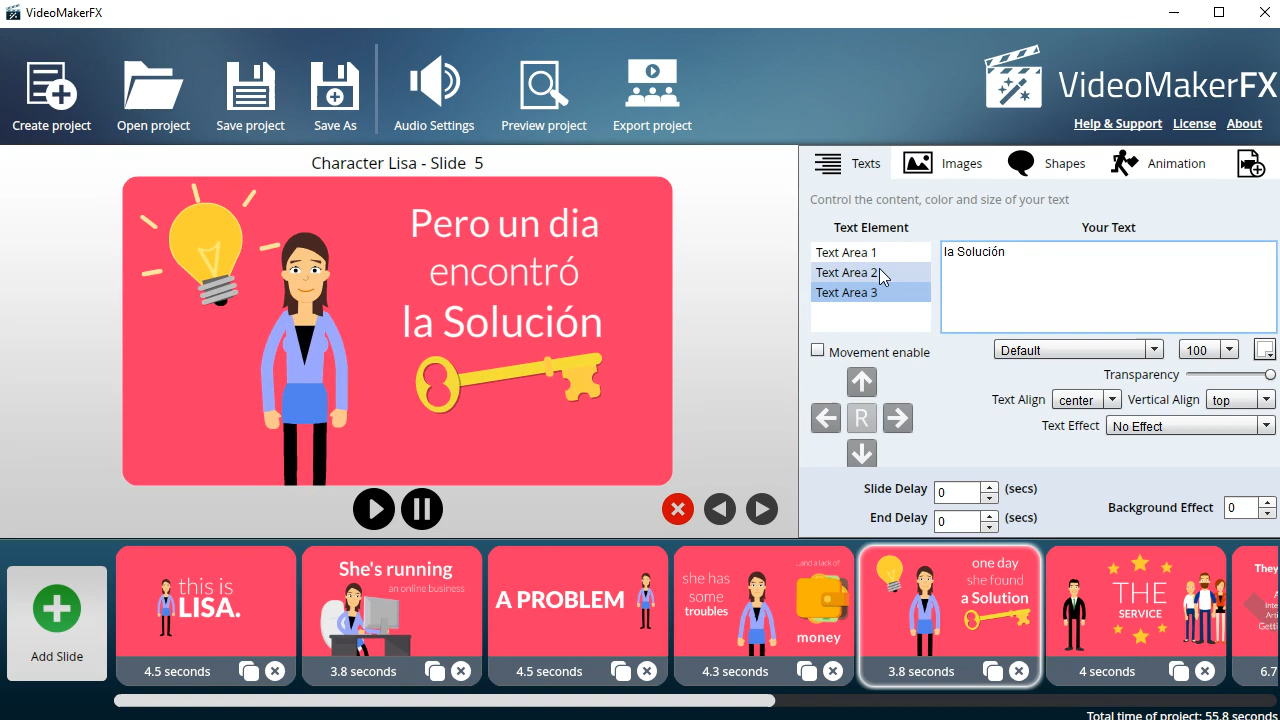 VideoMakerFX
Create project
Open project
Save project
Save As
Audio Settings
Preview project
Export project
VideoMakerFX
Help & Support License About
Character Lisa - Slide 5
Pero un dia
encontró
la Solución
Texts
Images
Shapes
Animation
Control the content, color and size of your text
Text Element
Your Text
Text Area 1
Text Area 2
Text Area 3
la Solución
Movement enable
Default
100
Transparency
R
Text Align center Vertical Align top
Text Effect No Effect
Slide Delay 0 (secs)
End Delay 0 (secs)
Background Effect 0
Add Slide
this is
LISA.
4.5 seconds
She's running
an online business
3.8 seconds
A PROBLEM
4.5 seconds
...and a lack of
she has
some
troubles
money
4.3 seconds
one day
she found
a Solution
3.8 seconds
THE
SERVICE
4 seconds
They
6.7
Total time of project: 55.8 seconds